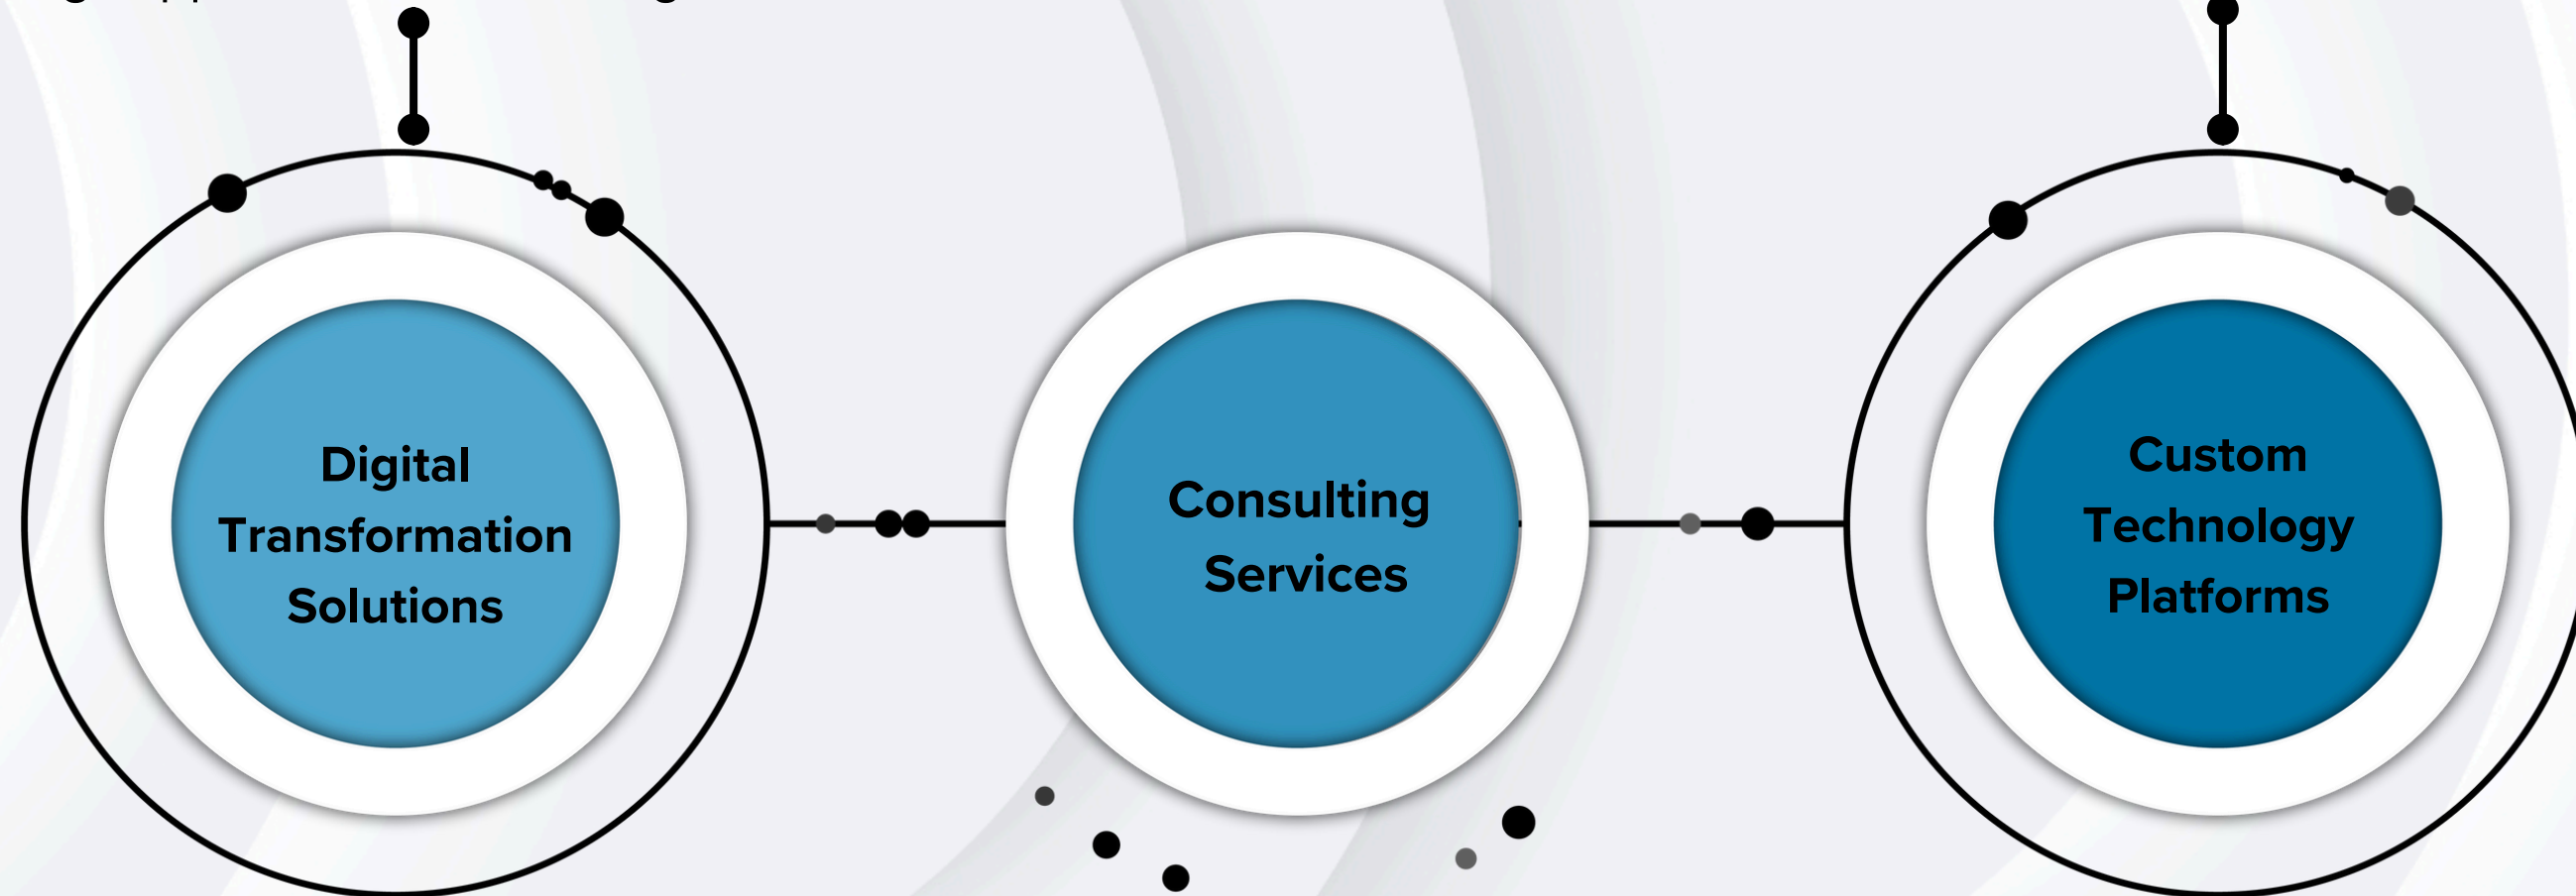 Digital
Transformation
Solutions
Consulting
Services
Custom
Technology
Platforms